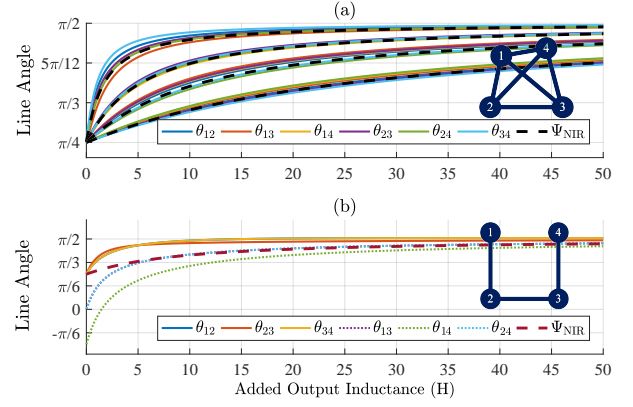 (a)
Line Angle
π/2
5π/12
π/3
π/4
1
4
2
3
θ12 θ13 θ14 θ23 θ24 θ34 ΨNIR
0 5 10 15 20 25 30 35 40 45 50
(b)
Line Angle
π/2
π/3
π/6
0
-π/6
1
4
2
3
θ12 θ23 θ34 θ13 θ14 θ24 ΨNIR
0 5 10 15 20 25 30 35 40 45 50
Added Output Inductance (H)